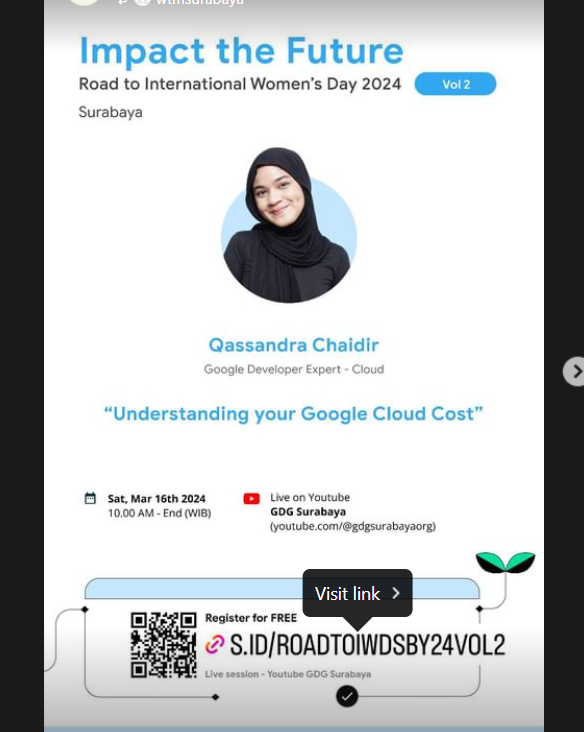 wtmsurabaya
Impact the Future
Road to International Women's Day 2024
Vol 2
Surabaya
Qassandra Chaidir
Google Developer Expert - Cloud
“Understanding your Google Cloud Cost”
Sat, Mar 16th 2024
10.00 AM - End (WIB)
Live on Youtube
GDG Surabaya
(youtube.com/@gdgsurabayaorg)
Visit link
Register for FREE
S.ID/ROADTOIWDSBY24VOL2
Live session - Youtube GDG Surabaya